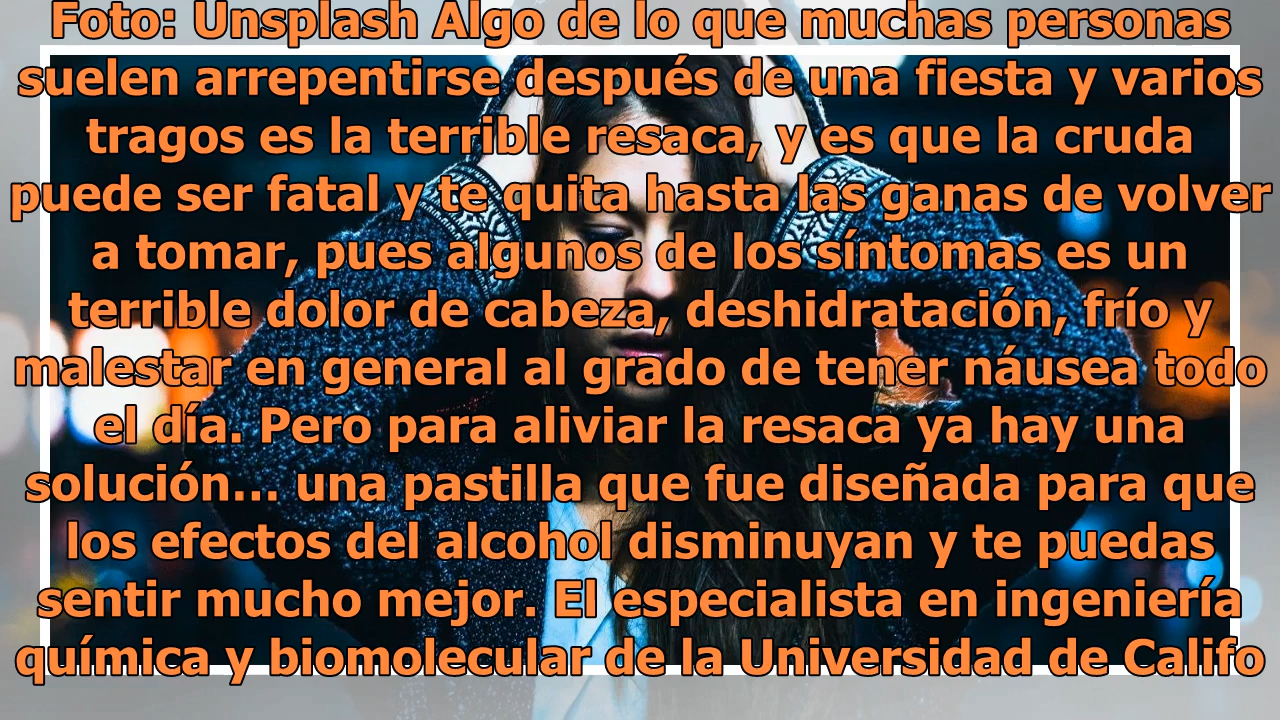 Foto: Unsplash Algo de lo que muchas personas
suelen arrepentirse después de una fiesta y varios
tragos es la terrible resaca, y es que la cruda
puede ser fatal y te quita hasta las ganas de volver
a tomar, pues algunos de los síntomas es un
terrible dolor de cabeza, deshidratación, frío y
malestar en general al grado de tener náusea todo
el día. Pero para aliviar la resaca ya hay una
solución... una pastilla que fue diseñada para que
los efectos del alcohol disminuyan y te puedas
sentir mucho mejor. El especialista en ingeniería
química y biomolecular de la Universidad de Califo